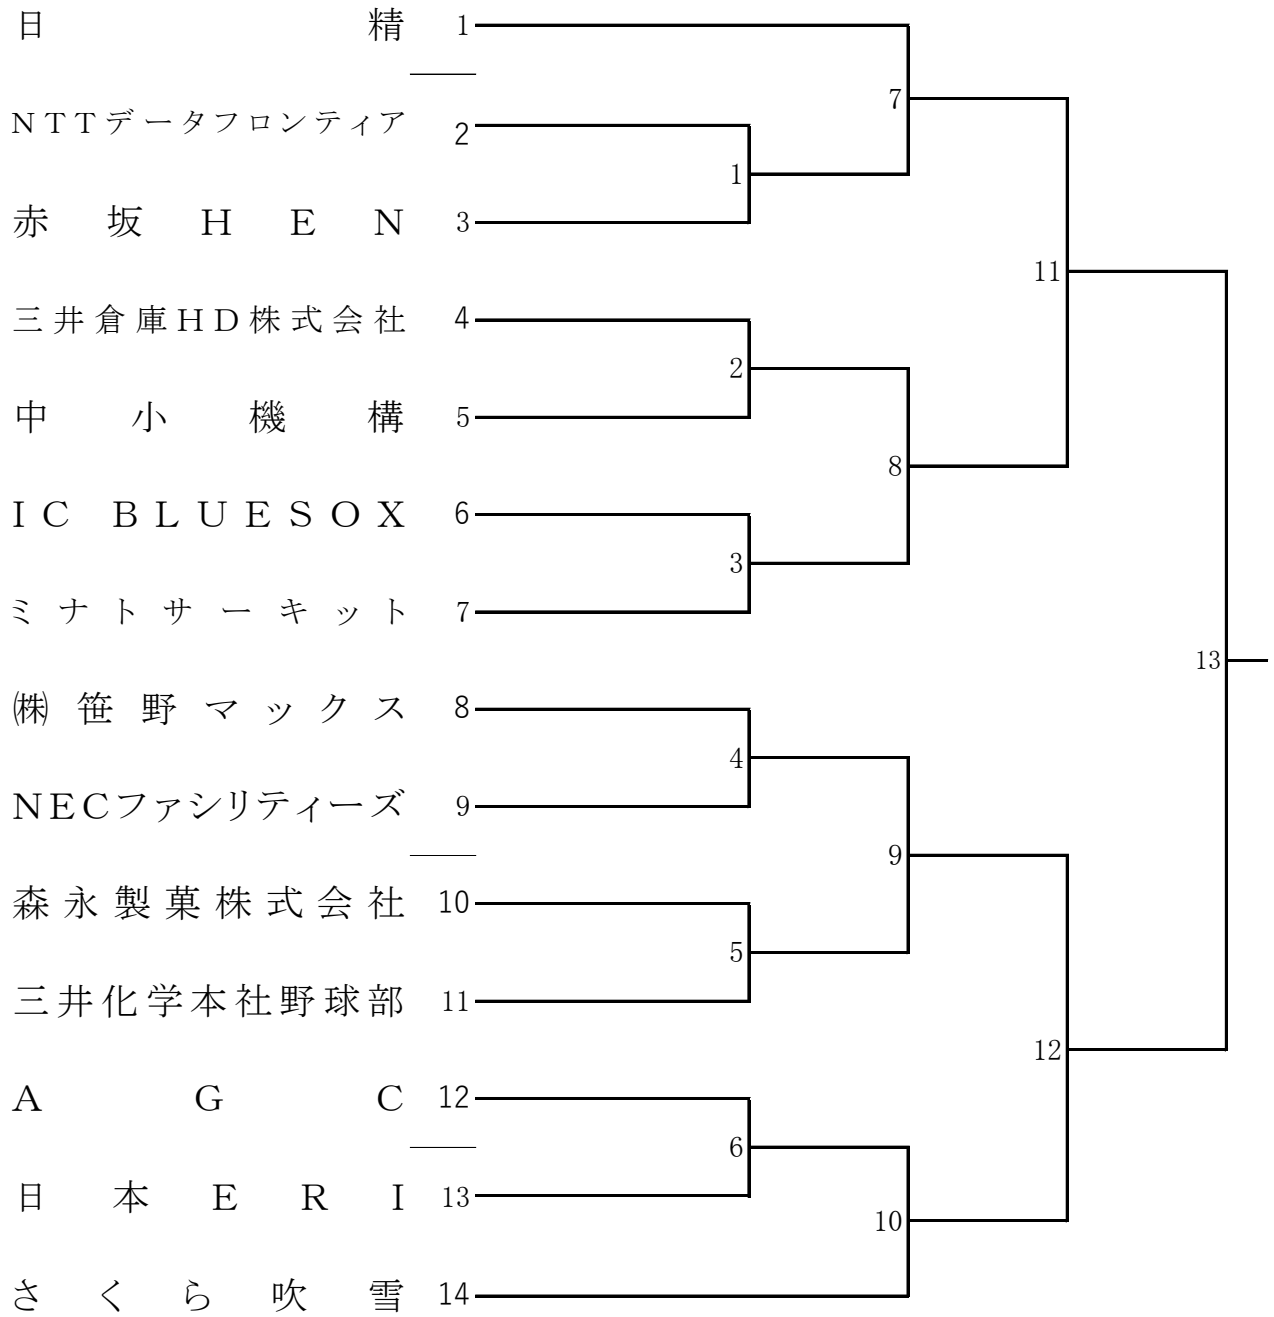 日精 1
7
NTTデータフロンティア 2
1
赤坂HEN 3
11
三井倉庫HD株式会社 4
2
中小機構 5
8
IC BLUESOX 6
3
ミナトサーキット 7
13
㈱笹野マックス 8
4
NECファシリティーズ 9
9
森永製菓株式会社 10
5
三井化学本社野球部 11
12
AGC 12
6
日本ERI 13
10
さくら吹雪 14